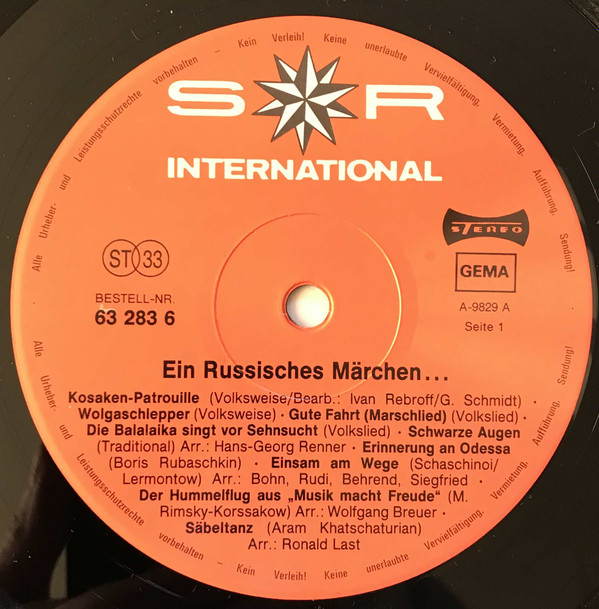 Alle Urheber- und Leistungsschutzrechte vorbehalten – Kein Verleih! Keine unerlaubte Vervielfältigung, Vermietung, Aufführung, Sendung!
S R
INTERNATIONAL
STEREO
ST 33
GEMA
BESTELL-NR.
63 283 6
A-9829 A
Seite 1
Ein Russisches Märchen...
Kosaken-Patrouille (Volksweise/Bearb.: Ivan Rebroff/G. Schmidt) ·
Wolgaschlepper (Volksweise) · Gute Fahrt (Marschlied) (Volkslied) ·
Die Balalaika singt vor Sehnsucht (Volkslied) · Schwarze Augen
(Traditional) Arr.: Hans-Georg Renner · Erinnerung an Odessa
(Boris Rubaschkin) · Einsam am Wege (Schaschinoi/
Lermontow) Arr.: Bohn, Rudi, Behrend, Siegfried ·
Der Hummelflug aus „Musik macht Freude“ (M.
Rimsky-Korssakow) Arr.: Wolfgang Breuer ·
Säbeltanz (Aram Khatschaturian)
Arr.: Ronald Last
Alle Urheber- und Leistungsschutzrechte vorbehalten – Kein Verleih! Keine unerlaubte Vervielfältigung, Vermietung, Aufführung, Sendung!